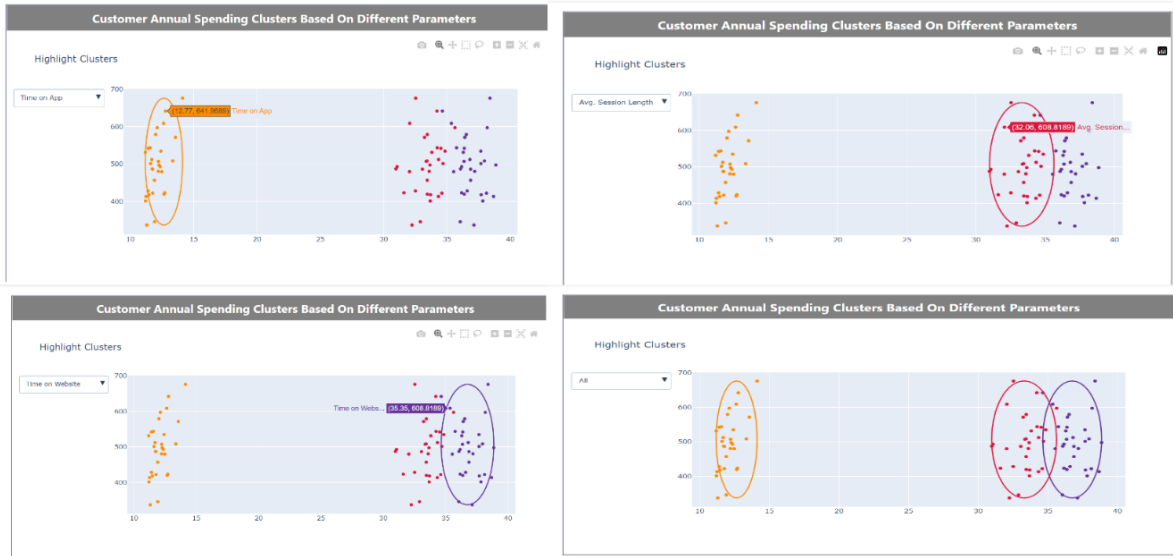 Customer Annual Spending Clusters Based On Different Parameters
Highlight Clusters
Time on App
(12.77, 641.5689) Time on App
700
600
500
400
10 15 20 25 30 35 40
Customer Annual Spending Clusters Based On Different Parameters
Highlight Clusters
Avg. Session Length
(32.06, 608.8189) Avg. Session...
700
600
500
400
10 15 20 25 30 35 40
Customer Annual Spending Clusters Based On Different Parameters
Highlight Clusters
Time on Website
Time on Webs... (35.35, 608.8189)
700
600
500
400
10 15 20 25 30 35 40
Customer Annual Spending Clusters Based On Different Parameters
Highlight Clusters
All
700
600
500
400
10 15 20 25 30 35 40